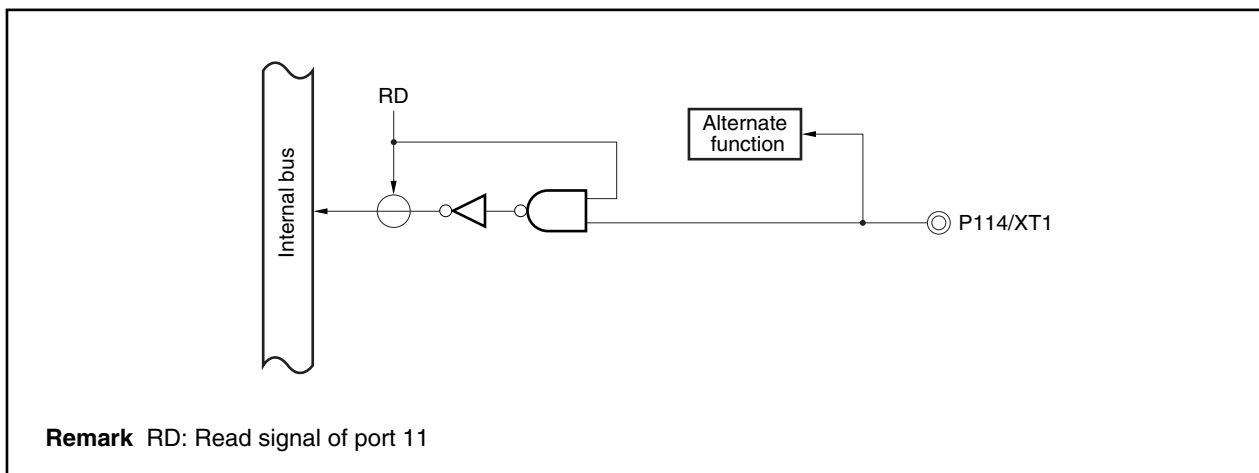 RD
Alternate
function
Internal bus
P114/XT1
Remark RD: Read signal of port 11